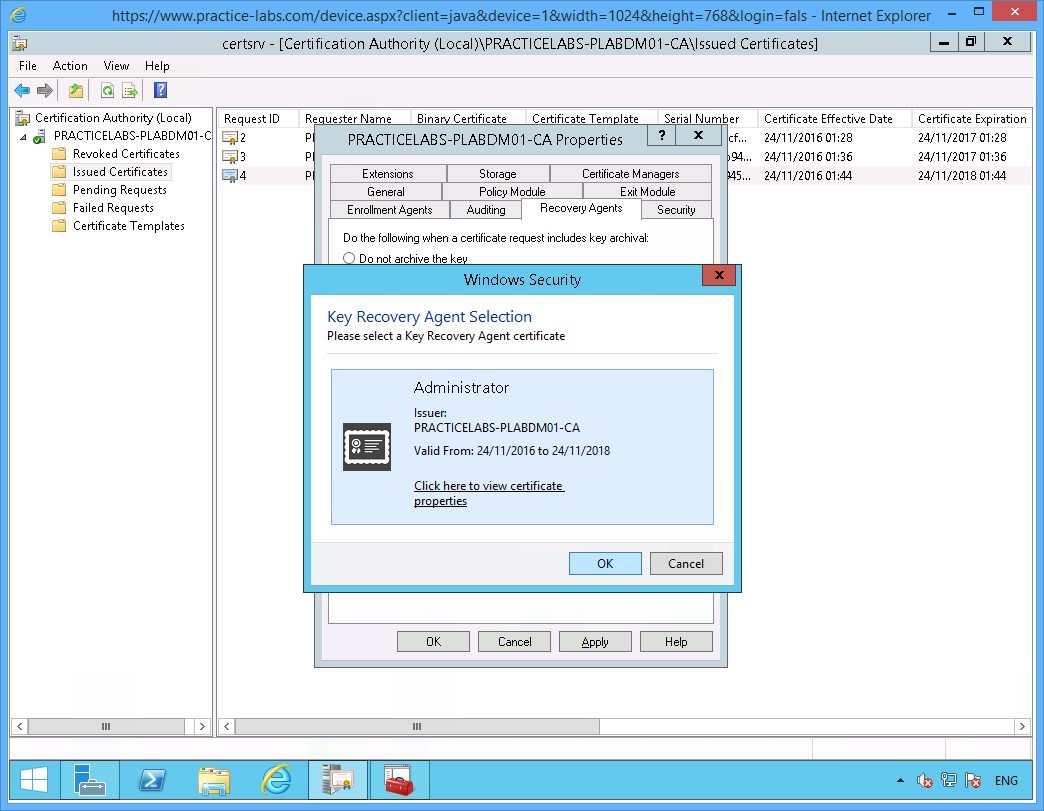 https://www.practice-labs.com/device.aspx?client=java&device=1&width=1024&height=768&login=fals - Internet Explorer
certsrv - [Certification Authority (Local)\PRACTICELABS-PLABDM01-CA\Issued Certificates]
File Action View Help
Certification Authority (Local)
PRACTICELABS-PLABDM01-C
Revoked Certificates
Issued Certificates
Pending Requests
Failed Requests
Certificate Templates
Request ID Requester Name Binary Certificate Certificate Template Serial Number Certificate Effective Date Certificate Expiration
2 24/11/2016 01:28 24/11/2017 01:28
3 24/11/2016 01:36 24/11/2017 01:36
4 24/11/2016 01:44 24/11/2018 01:44
PRACTICELABS-PLABDM01-CA Properties
Extensions Storage Certificate Managers
General Policy Module Exit Module
Enrollment Agents Auditing Recovery Agents Security
Do the following when a certificate request includes key archival:
Do not archive the key
Windows Security
Key Recovery Agent Selection
Please select a Key Recovery Agent certificate
Administrator
Issuer:
PRACTICELABS-PLABDM01-CA
Valid From: 24/11/2016 to 24/11/2018
Click here to view certificate
properties
OK Cancel
OK Cancel Apply Help
ENG